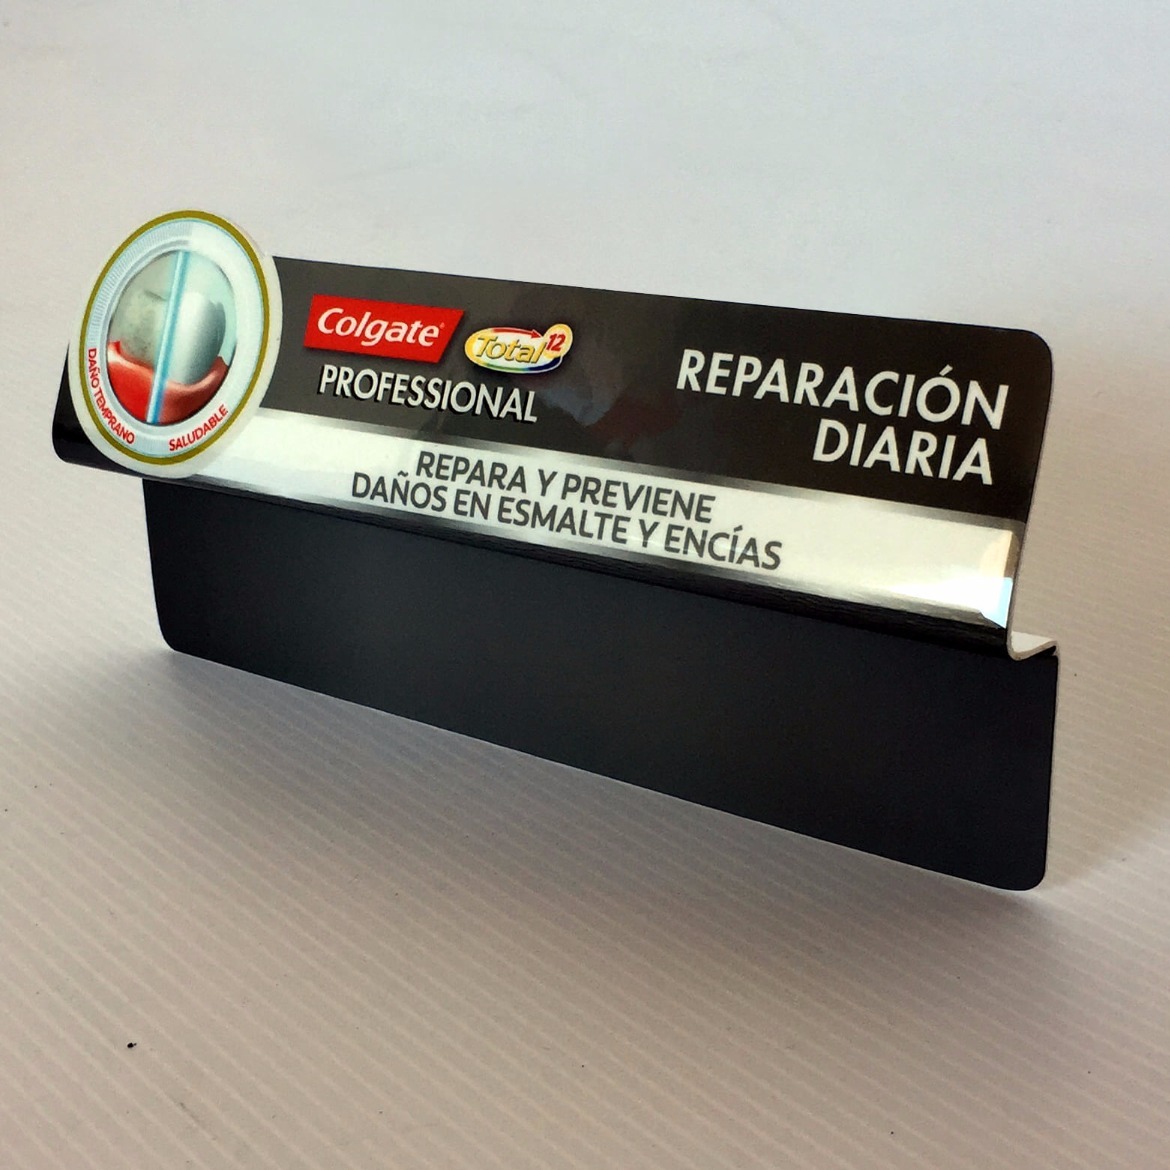 DAÑO TEMPRANO
SALUDABLE
Colgate®
Total 12
PROFESSIONAL
REPARACIÓN
DIARIA
REPARA Y PREVIENE
DAÑOS EN ESMALTE Y ENCÍAS